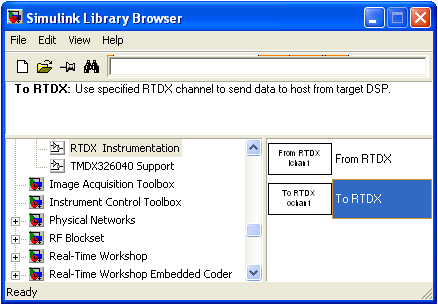 Simulink Library Browser
File Edit View Help
To RTDX: Use specified RTDX channel to send data to host from target DSP.
RTDX Instrumentation
TMDX326040 Support
Image Acquisition Toolbox
Instrument Control Toolbox
Physical Networks
RF Blockset
Real-Time Workshop
Real-Time Workshop Embedded Coder
From RTDX
ichan1
From RTDX
To RTDX
ochan1
To RTDX
Ready